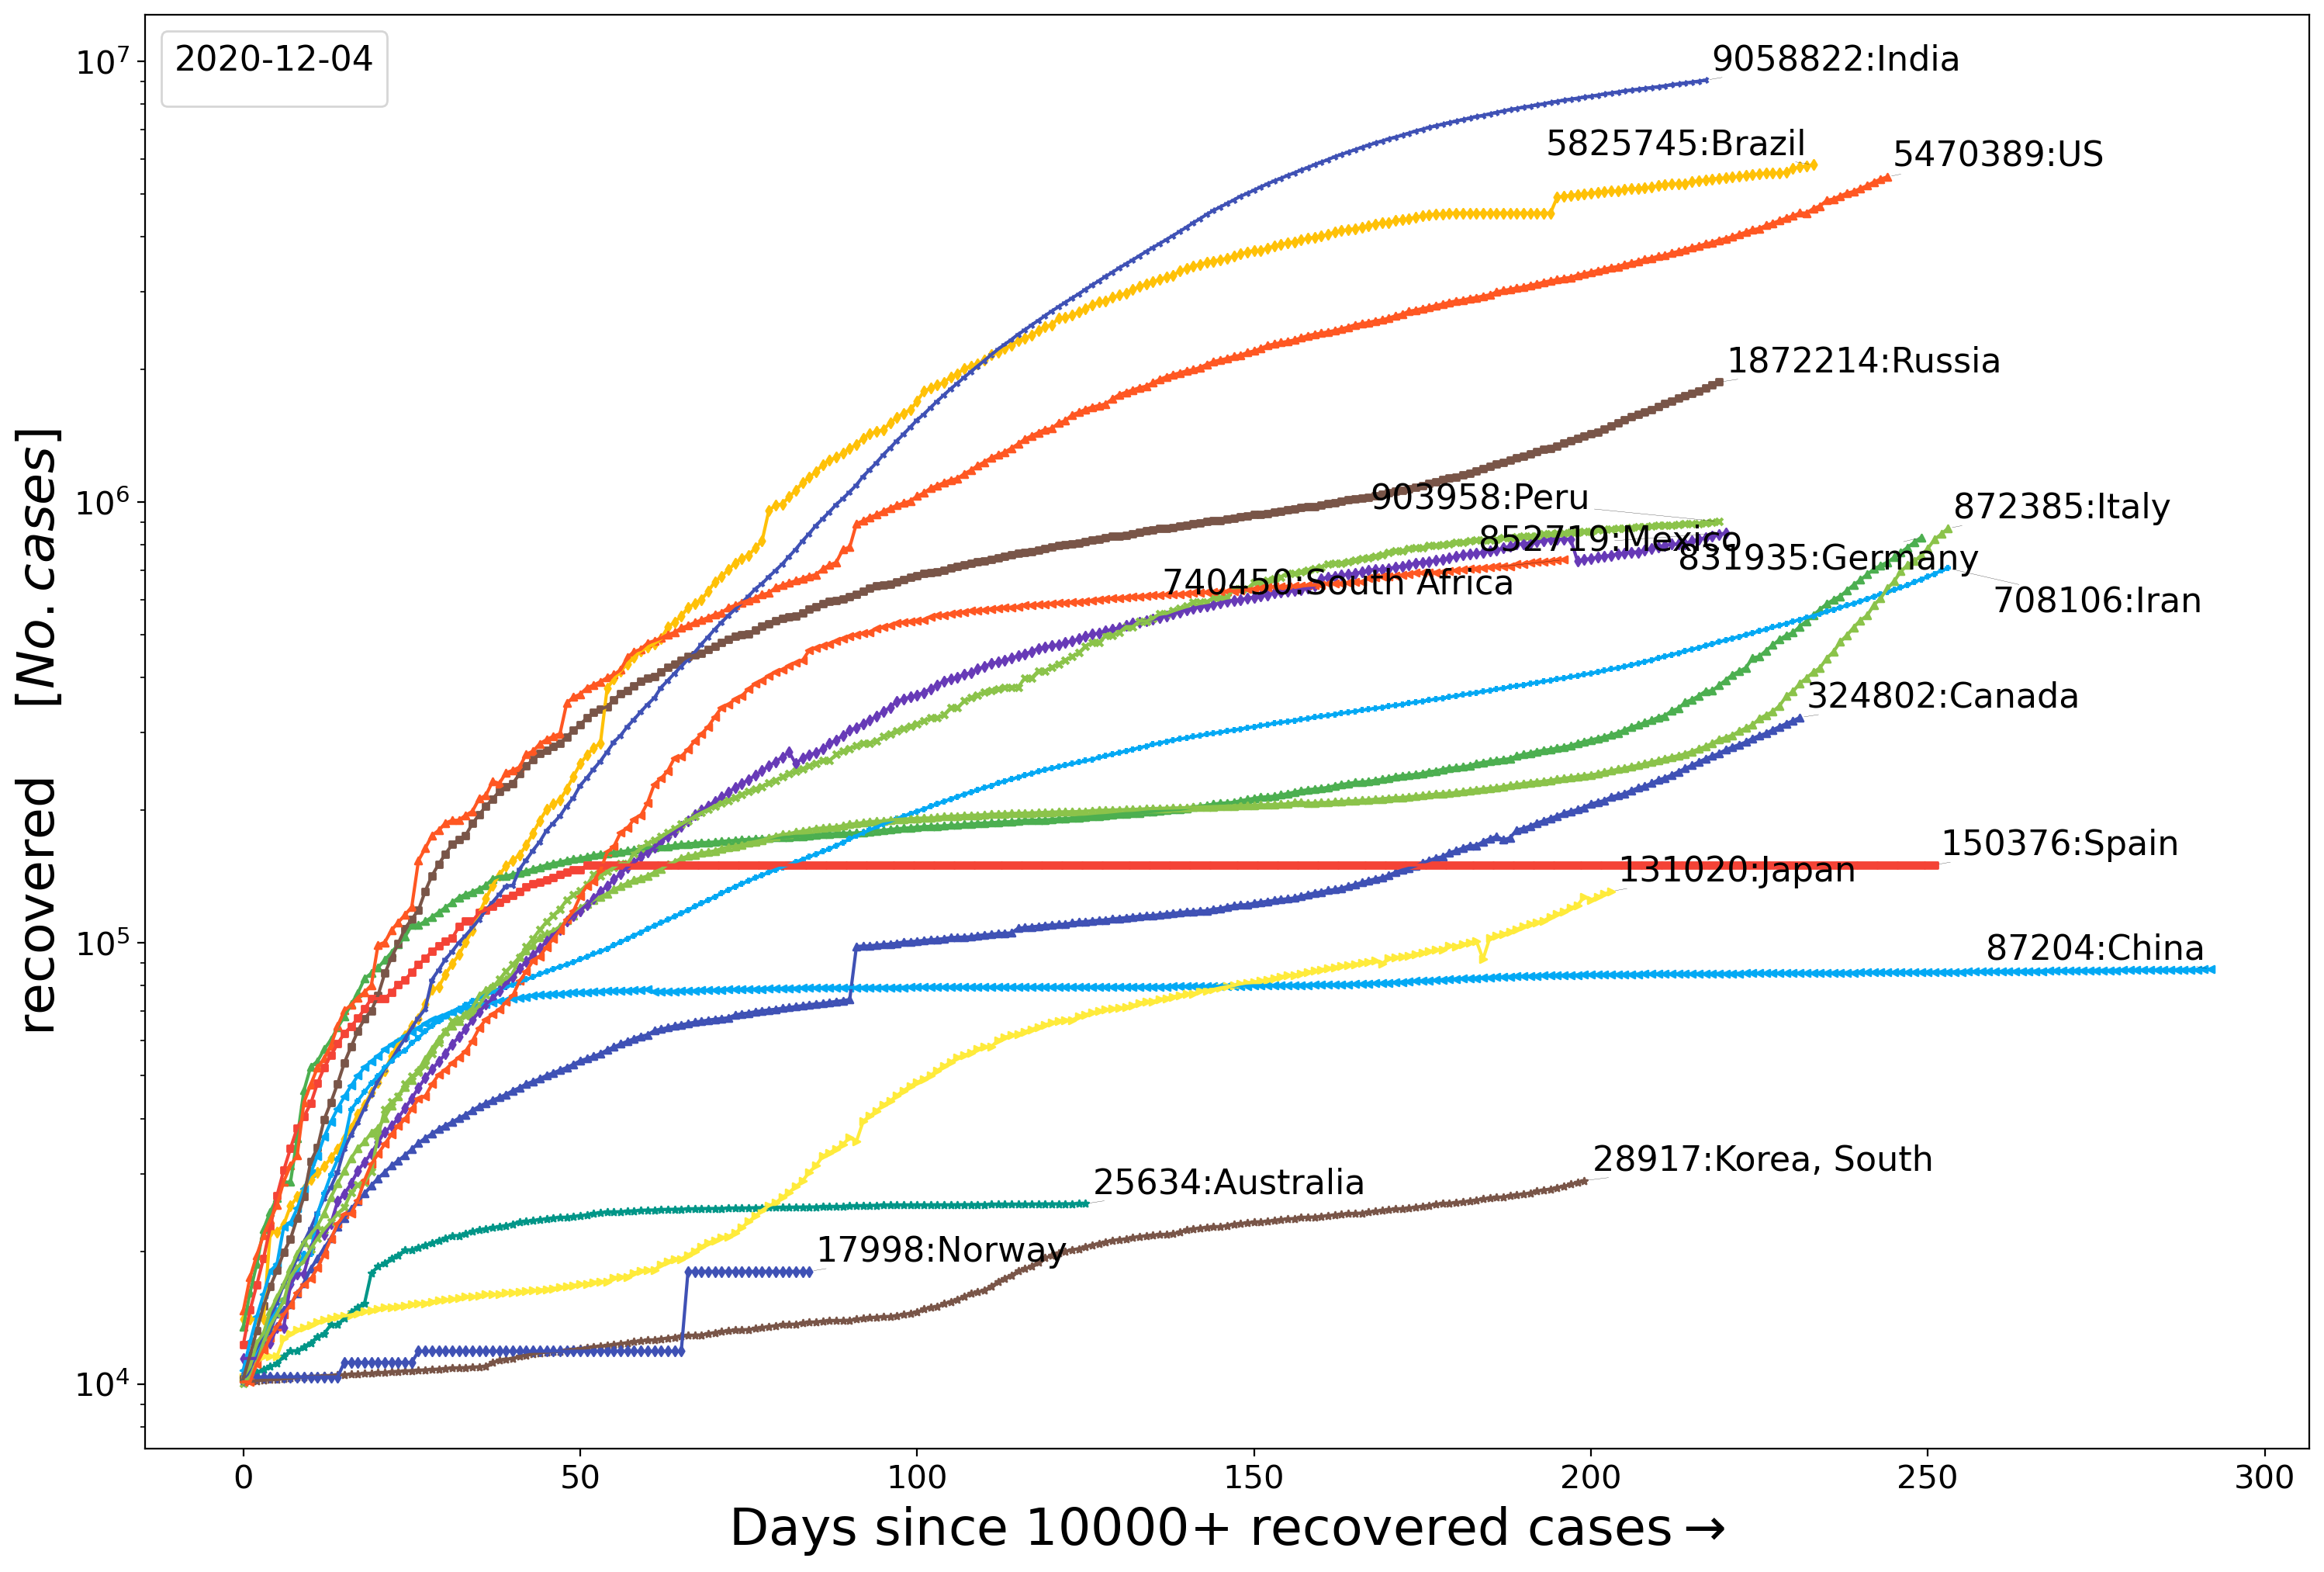 2020-12-04
10^7
10^6
10^5
10^4
recovered [No.cases]
9058822:India
5825745:Brazil
5470389:US
1872214:Russia
903958:Peru
872385:Italy
852719:Mexico
831935:Germany
740450:South Africa
708106:Iran
324802:Canada
150376:Spain
131020:Japan
87204:China
28917:Korea, South
25634:Australia
17998:Norway
0 50 100 150 200 250 300
Days since 10000+ recovered cases→